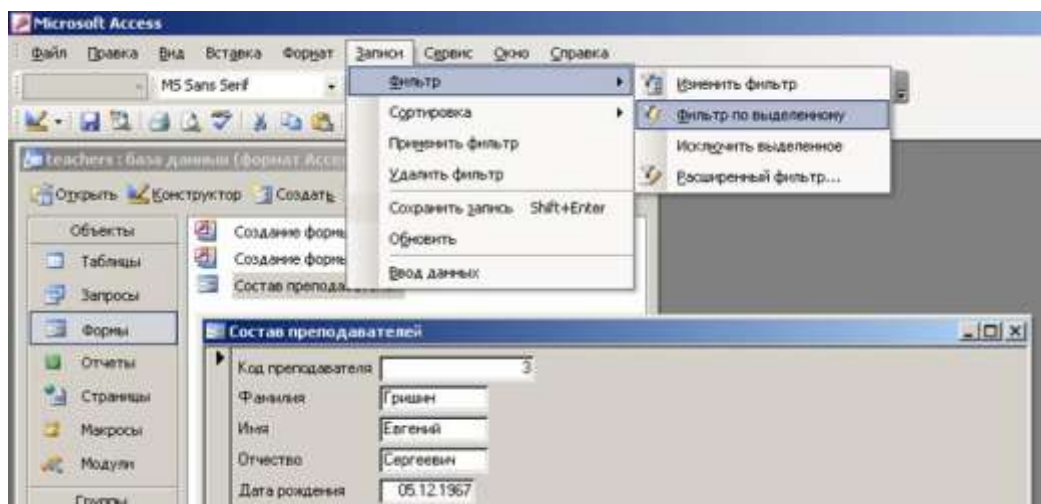 Microsoft Access
Файл Правка Вид Вставка Формат Записи Сервис Окно Справка
MS Sans Serif
Фильтр
Сортировка
Применить фильтр
Удалить фильтр
Сохранить запись Shift+Enter
Обновить
Ввод данных
Изменить фильтр
Фильтр по выделенному
Исключить выделенное
Расширенный фильтр...
teachers : база данных (формат Access
Открыть Конструктор Создать
Объекты
Таблицы
Запросы
Формы
Отчеты
Страницы
Макросы
Модули
Группы
Создание формы
Создание формы
Состав преподавателей
Состав преподавателей
Код преподавателя 3
Фамилия Гришин
Имя Евгений
Отчество Сергеевич
Дата рождения 05.12.1967